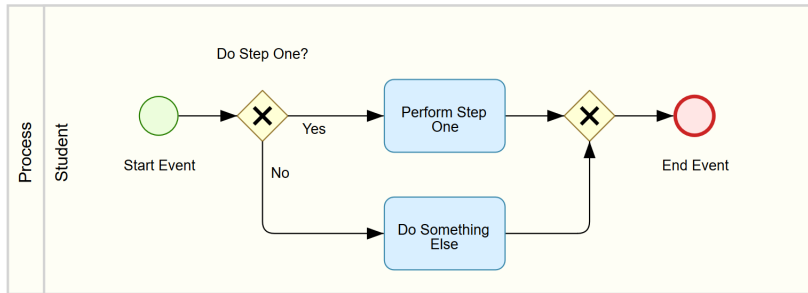 Process
Student
Do Step One?
Start Event
Yes
No
Perform Step
One
Do Something
Else
End Event